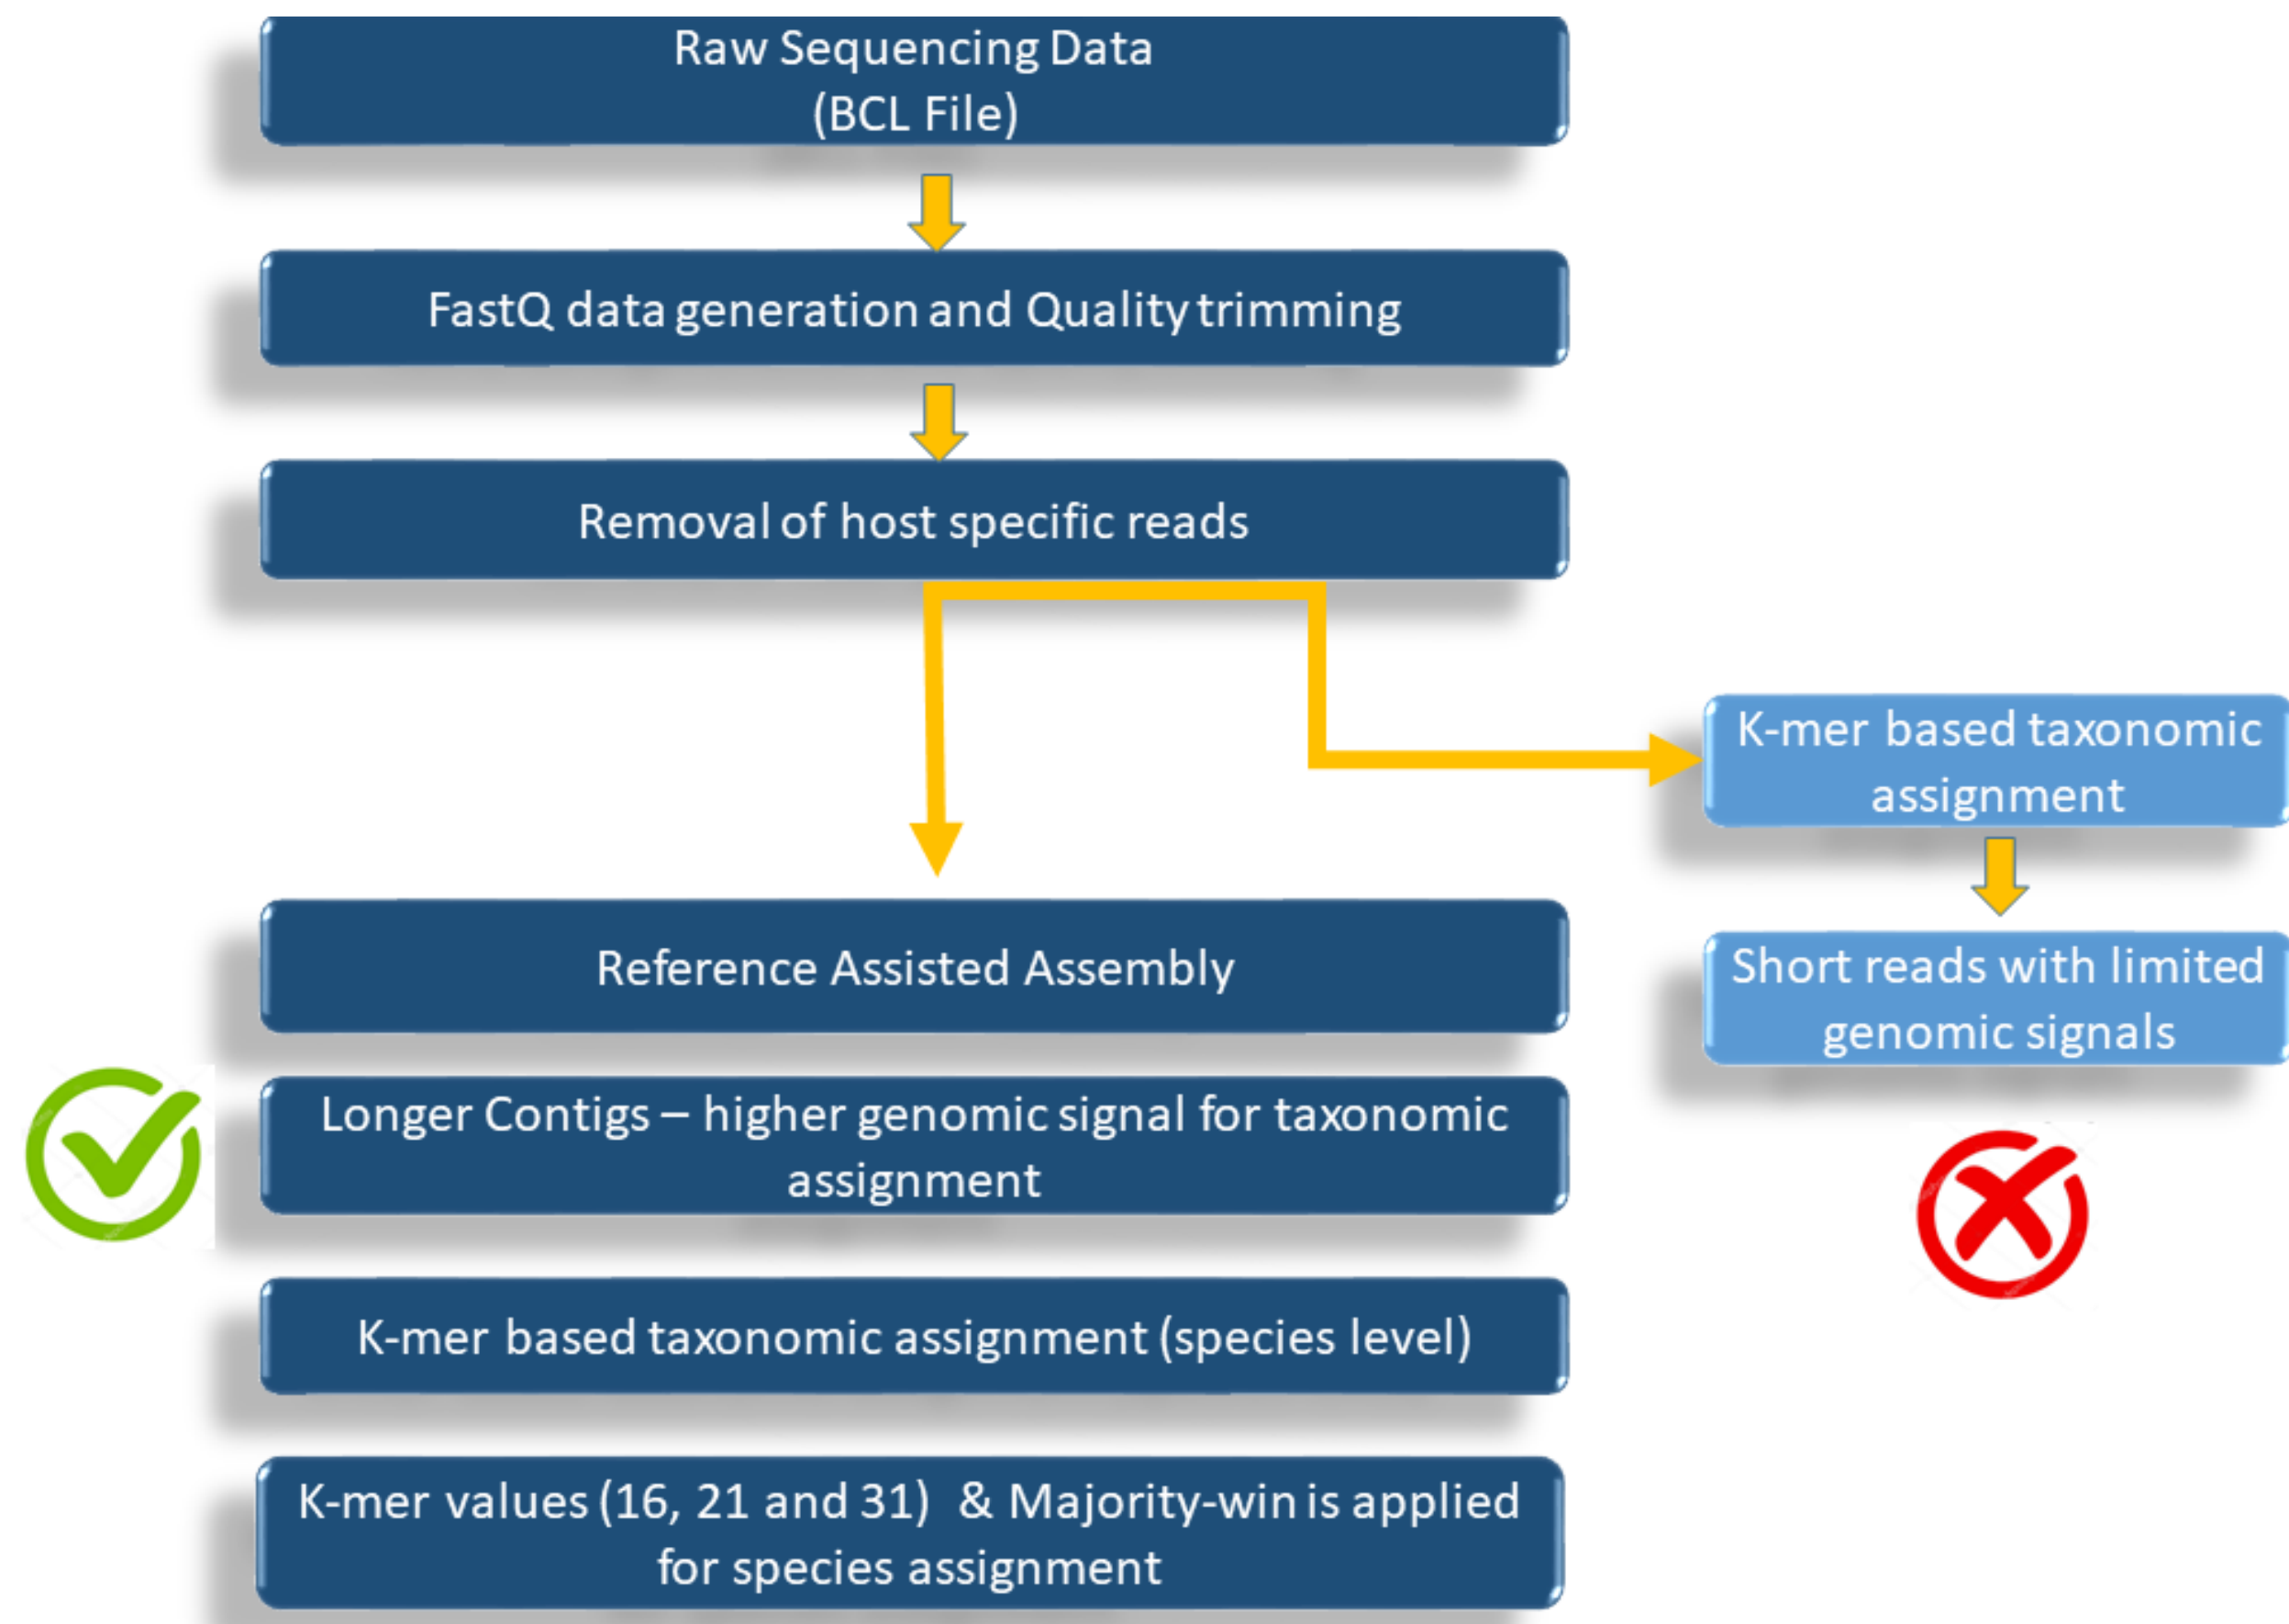 Raw Sequencing Data
(BCL File)
FastQ data generation and Quality trimming
Removal of host specific reads
K-mer based taxonomic
assignment
Short reads with limited
genomic signals
Reference Assisted Assembly
Longer Contigs – higher genomic signal for taxonomic
assignment
K-mer based taxonomic assignment (species level)
K-mer values (16, 21 and 31) & Majority-win is applied
for species assignment